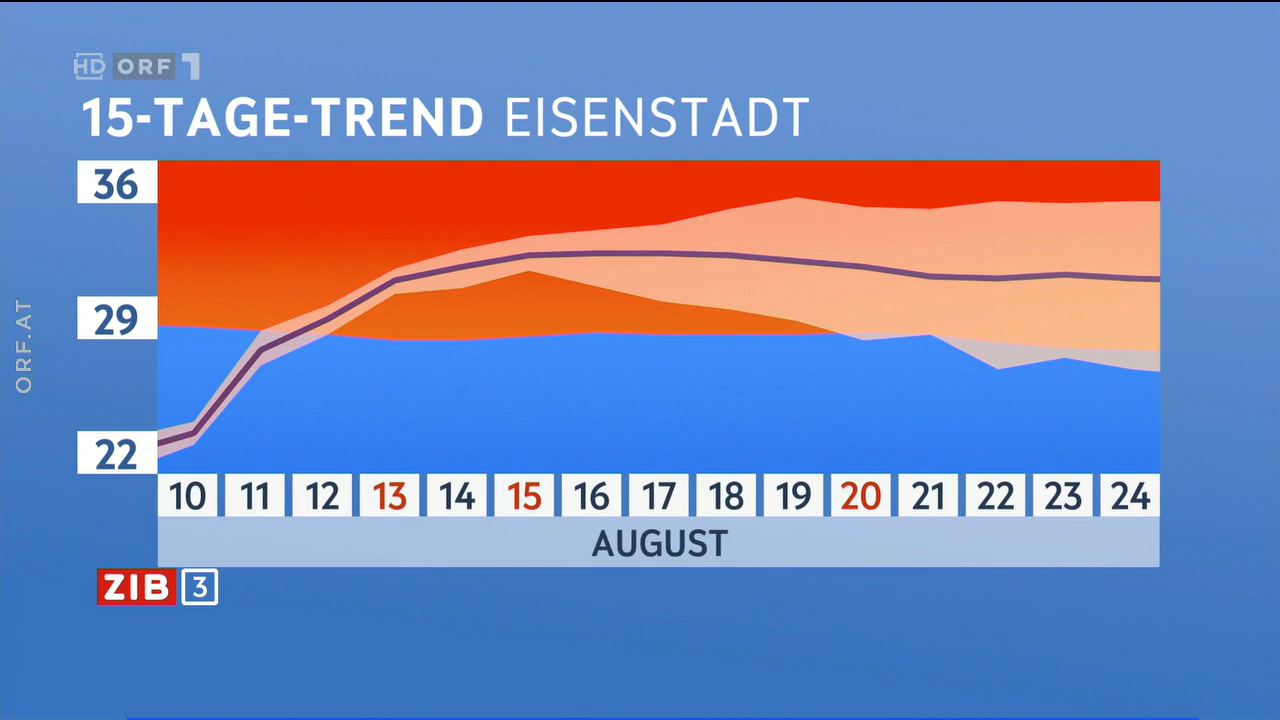 HD ORF 1
15-TAGE-TREND EISENSTADT
36
29
22
10 11 12 13 14 15 16 17 18 19 20 21 22 23 24
AUGUST
ZIB 3
ORF.AT